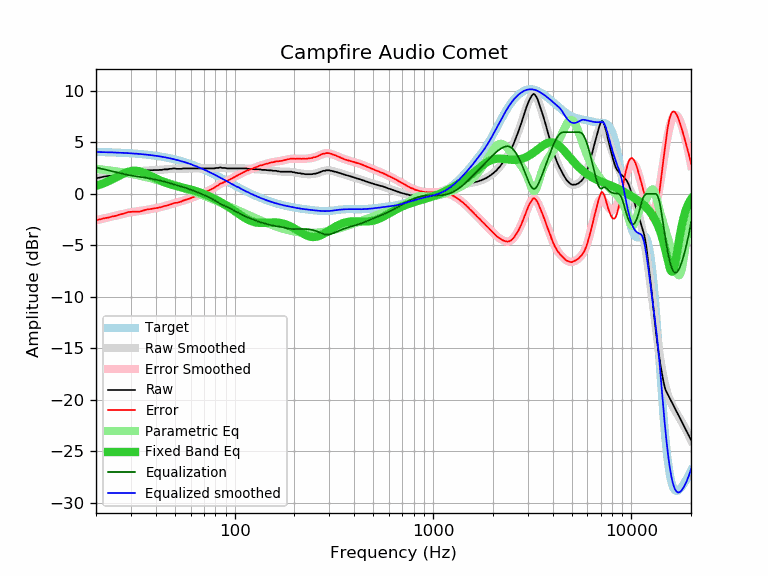 Campfire Audio Comet
Amplitude (dBr)
10
5
0
−5
−10
−15
−20
−25
−30
Target
Raw Smoothed
Error Smoothed
Raw
Error
Parametric Eq
Fixed Band Eq
Equalization
Equalized smoothed
100 1000 10000
Frequency (Hz)